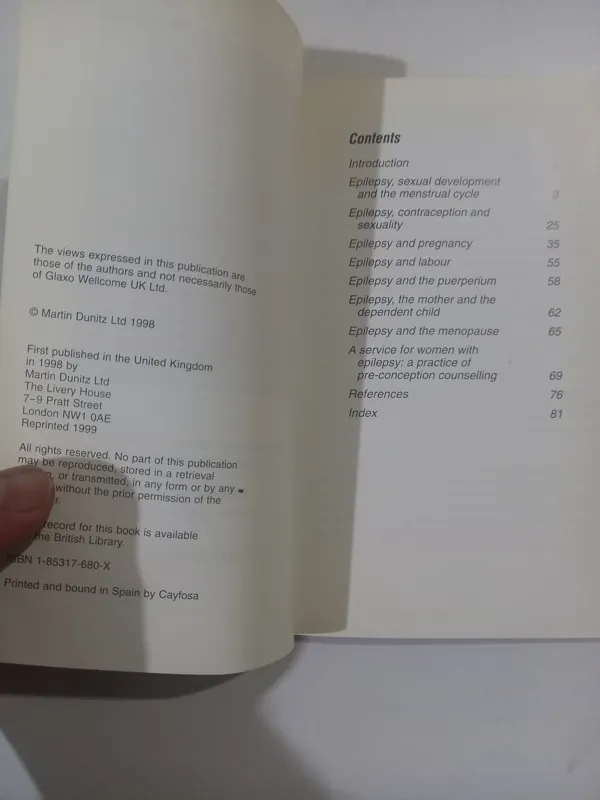 The views expressed in this publication are
those of the authors and not necessarily those
of Glaxo Wellcome UK Ltd.
© Martin Dunitz Ltd 1998
First published in the United Kingdom
in 1998 by
Martin Dunitz Ltd
The Livery House
7–9 Pratt Street
London NW1 0AE
Reprinted 1999
All rights reserved. No part of this publication
may be reproduced, stored in a retrieval
or transmitted, in any form or by any
without the prior permission of the
record for this book is available
the British Library.
ISBN 1-85317-680-X
Printed and bound in Spain by Cayfosa
Contents
Introduction
Epilepsy, sexual development
and the menstrual cycle 3
Epilepsy, contraception and
sexuality 25
Epilepsy and pregnancy 35
Epilepsy and labour 55
Epilepsy and the puerperium 58
Epilepsy, the mother and the
dependent child 62
Epilepsy and the menopause 65
A service for women with
epilepsy: a practice of
pre-conception counselling 69
References 76
Index 81